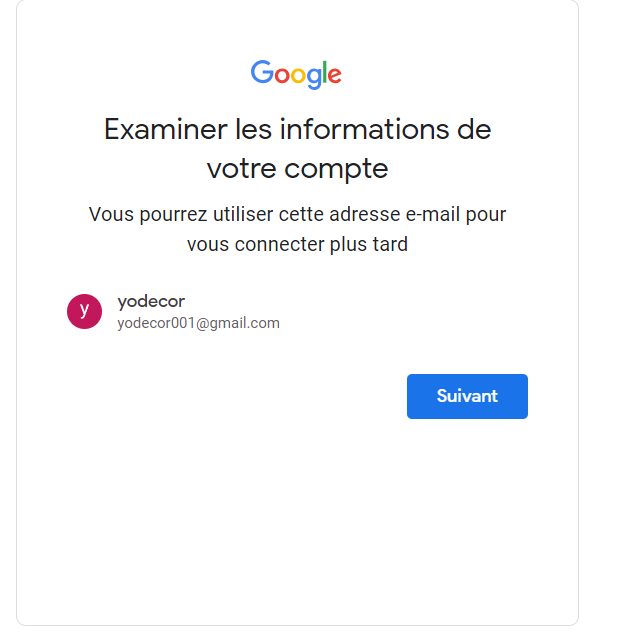 Google
Examiner les informations de
votre compte
Vous pourrez utiliser cette adresse e-mail pour
vous connecter plus tard
y
yodecor
yodecor001@gmail.com
Suivant